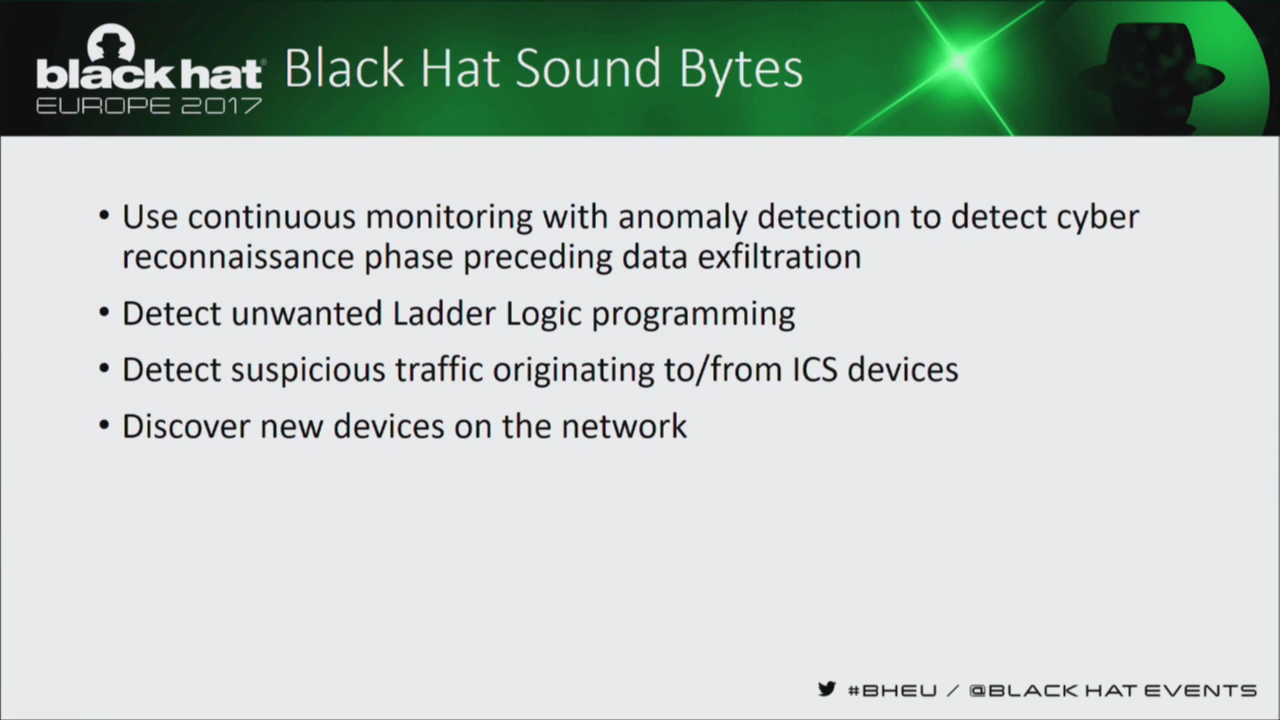 black hat®
EUROPE 2017
Black Hat Sound Bytes
• Use continuous monitoring with anomaly detection to detect cyber
reconnaissance phase preceding data exfiltration
• Detect unwanted Ladder Logic programming
• Detect suspicious traffic originating to/from ICS devices
• Discover new devices on the network
#BHEU / @BLACK HAT EVENTS